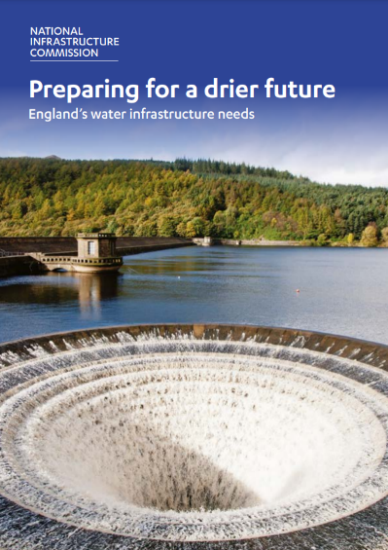 NATIONAL
INFRASTRUCTURE
COMMISSION
Preparing for a drier future
England's water infrastructure needs